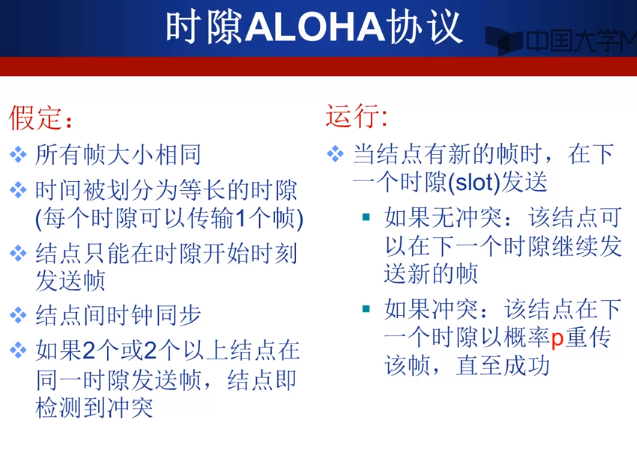 时隙ALOHA协议
中国大学M
假定：
所有帧大小相同
时间被划分为等长的时隙
(每个时隙可以传输1个帧)
结点只能在时隙开始时刻
发送帧
结点间时钟同步
如果2个或2个以上结点在
同一时隙发送帧，结点即
检测到冲突
运行:
当结点有新的帧时，在下
一个时隙(slot)发送
如果无冲突：该结点可
以在下一个时隙继续发
送新的帧
如果冲突：该结点在下
一个时隙以概率p重传
该帧，直至成功